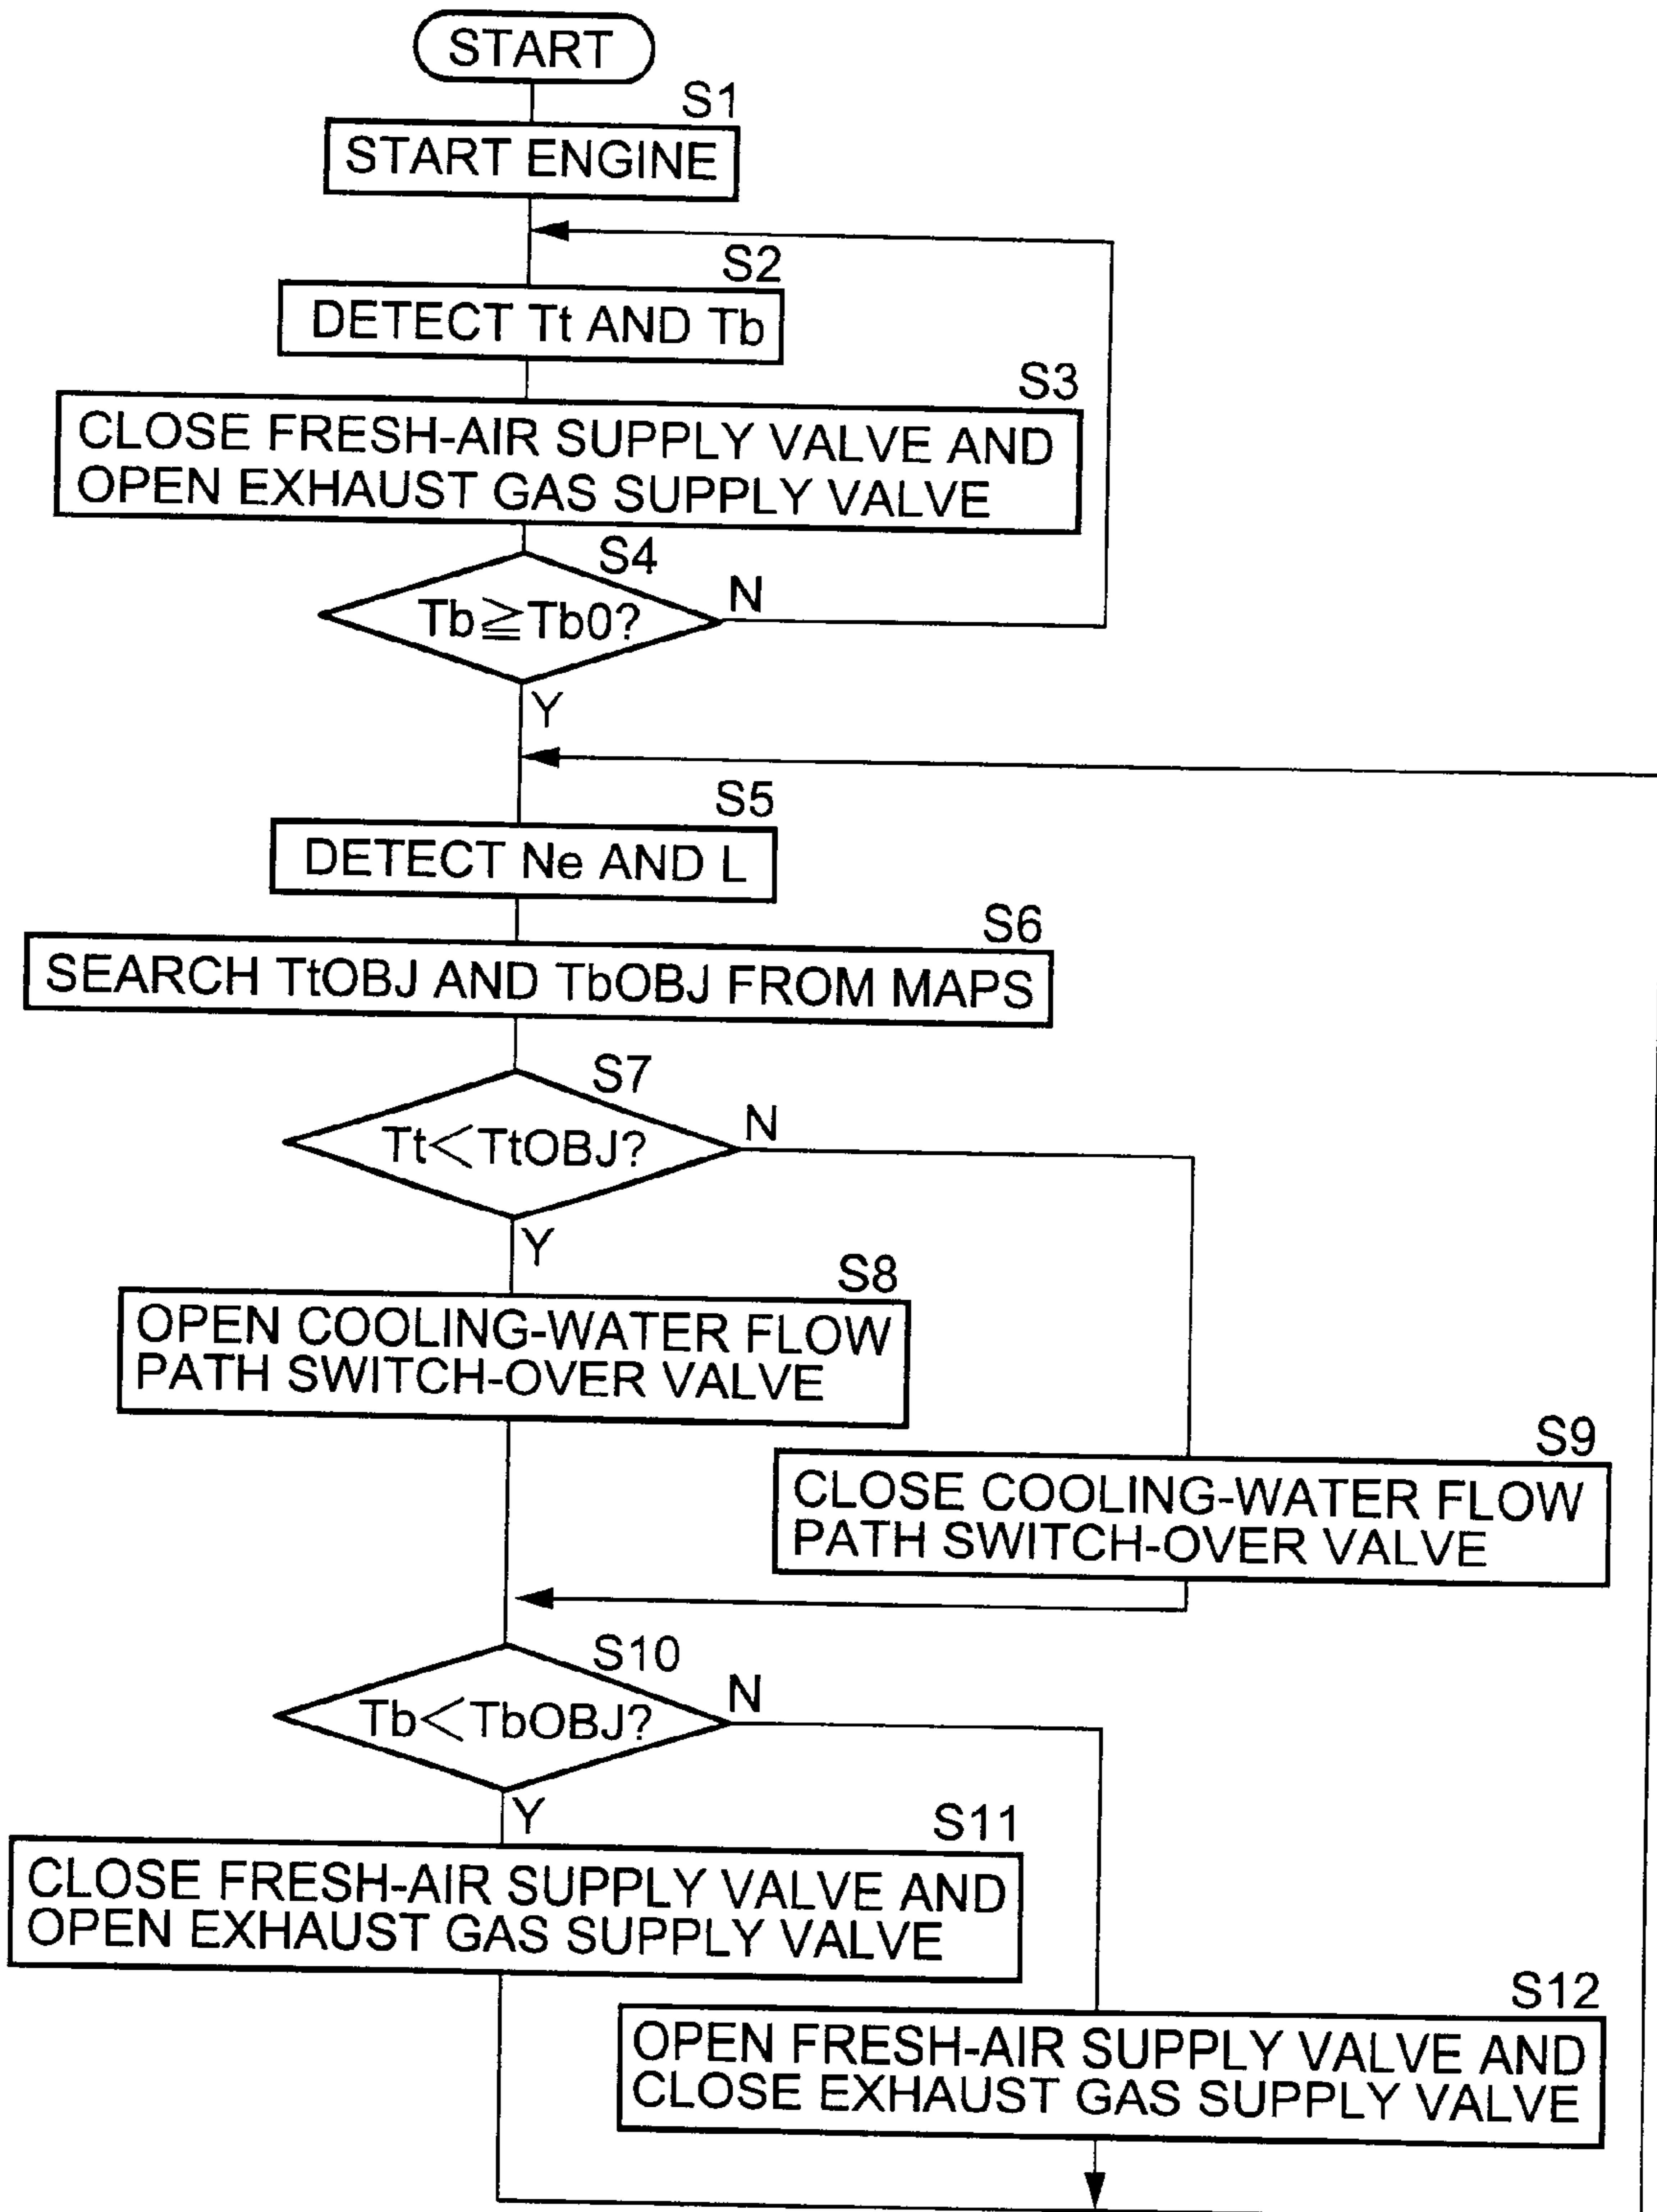 START
S1
START ENGINE
S2
DETECT Tt AND Tb
S3
CLOSE FRESH-AIR SUPPLY VALVE AND
OPEN EXHAUST GAS SUPPLY VALVE
S4
Tb≧Tb0?
N
Y
S5
DETECT Ne AND L
S6
SEARCH TtOBJ AND TbOBJ FROM MAPS
S7
Tt<TtOBJ?
N
Y
S8
OPEN COOLING-WATER FLOW
PATH SWITCH-OVER VALVE
S9
CLOSE COOLING-WATER FLOW
PATH SWITCH-OVER VALVE
S10
Tb<TbOBJ?
N
Y
S11
CLOSE FRESH-AIR SUPPLY VALVE AND
OPEN EXHAUST GAS SUPPLY VALVE
S12
OPEN FRESH-AIR SUPPLY VALVE AND
CLOSE EXHAUST GAS SUPPLY VALVE